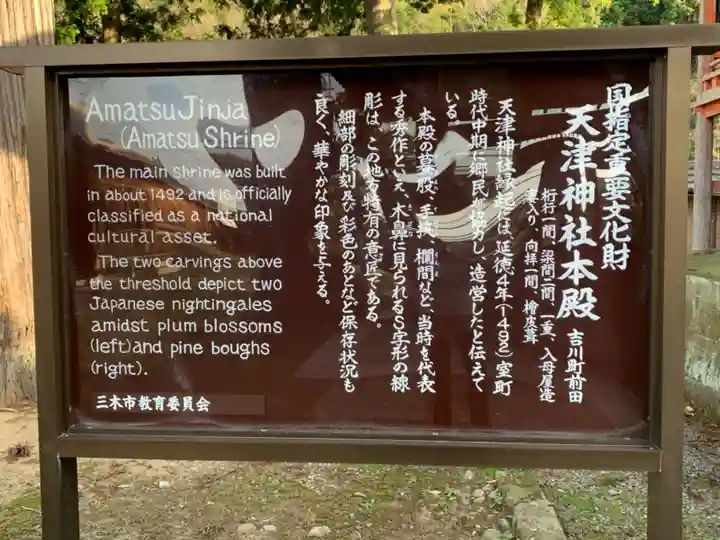 国指定重要文化財
天津神社本殿
吉川町前田
桁行一間、梁間二間、一重、入母屋造
妻入り、向拝一間、檜皮葺
天津神社縁起には、延徳4年(1492)室町
時代中期に郷民が協力し、造営したと伝えて
いる。
本殿の蟇股、手挟、欄間など、当時を代表
する秀作といえ、木鼻に見られるS字形の線
彫は、この地方特有の意匠である。
細部の彫刻及び彩色のあとなど保存状況も
良く、華やかな印象を与える。
Amatsu Jinja
(Amatsu Shrine)
The main shrine was built
in about 1492 and is officially
classified as a national
cultural asset.
The two carvings above
the threshold depict two
Japanese nightingales
amidst plum blossoms
(left)and pine boughs
(right).
三木市教育委員会